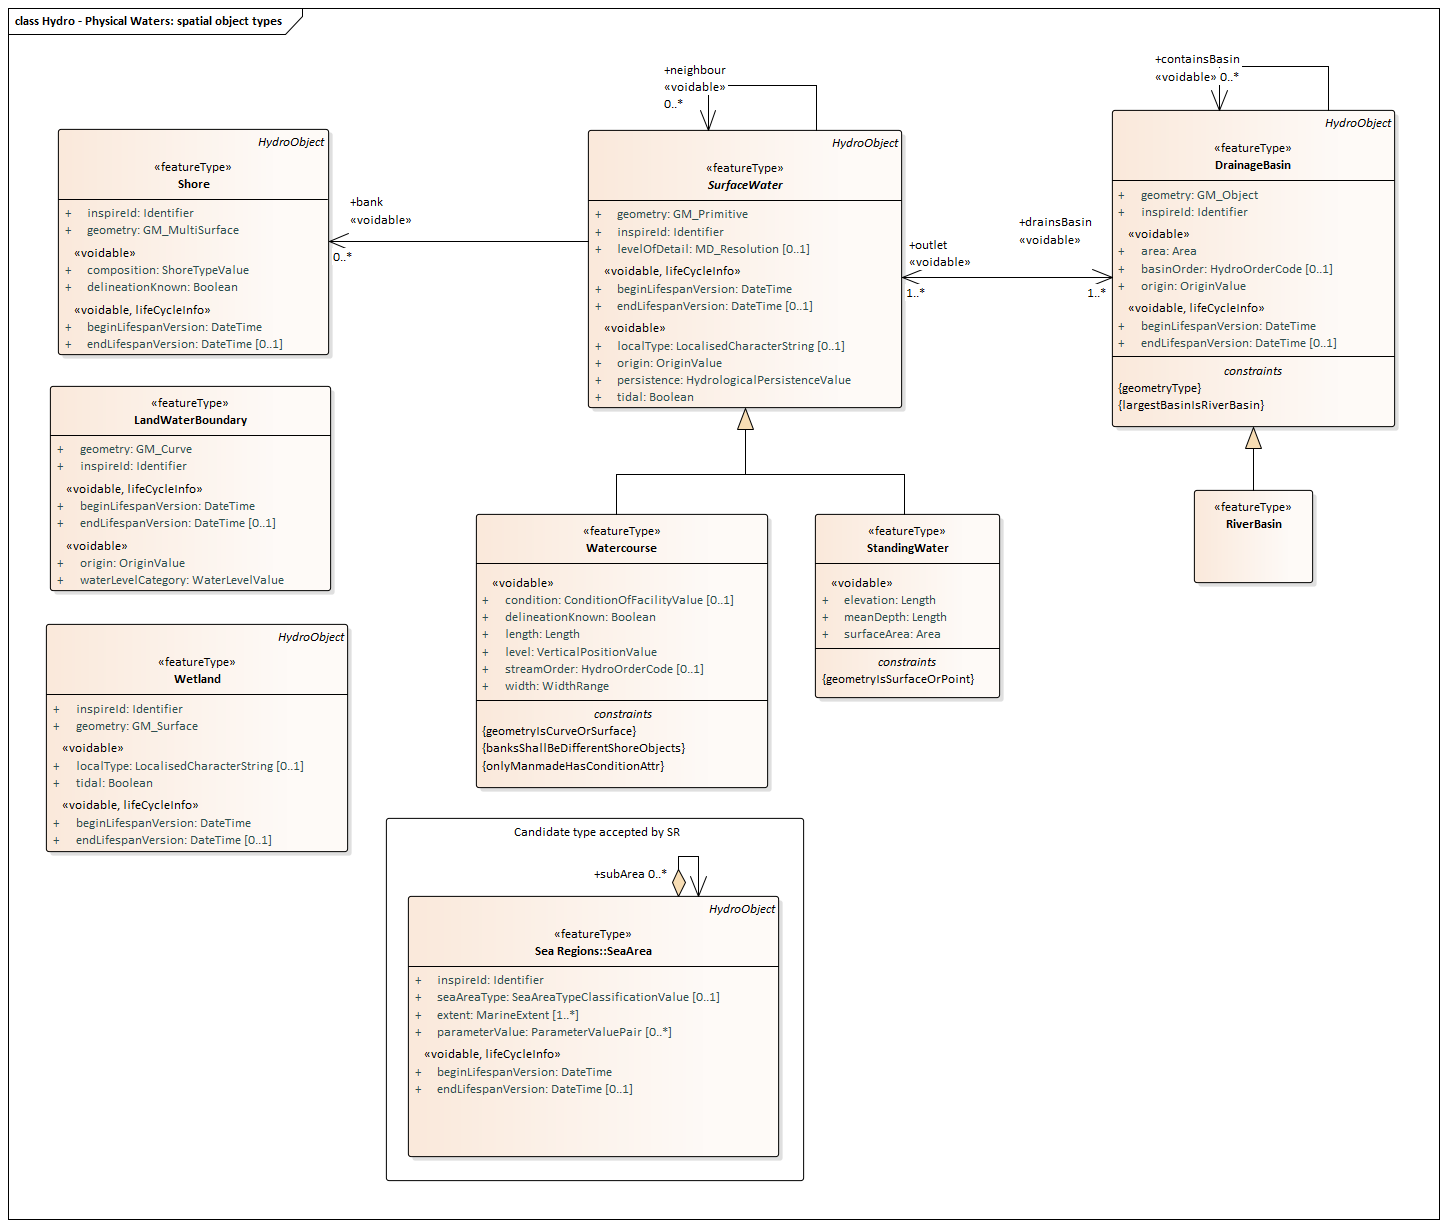 class Hydro - Physical Waters: spatial object types
+neighbour
«voidable»
0..*
+containsBasin
«voidable» 0..*
HydroObject
«featureType»
Shore
+ inspireId: Identifier
+ geometry: GM_MultiSurface
«voidable»
+ composition: ShoreTypeValue
+ delineationKnown: Boolean
«voidable, lifeCycleInfo»
+ beginLifespanVersion: DateTime
+ endLifespanVersion: DateTime [0..1]
+bank
«voidable»
0..*
HydroObject
«featureType»
SurfaceWater
+ geometry: GM_Primitive
+ inspireId: Identifier
+ levelOfDetail: MD_Resolution [0..1]
«voidable, lifeCycleInfo»
+ beginLifespanVersion: DateTime
+ endLifespanVersion: DateTime [0..1]
«voidable»
+ localType: LocalisedCharacterString [0..1]
+ origin: OriginValue
+ persistence: HydrologicalPersistenceValue
+ tidal: Boolean
+outlet
«voidable»
1..*
+drainsBasin
«voidable»
1..*
HydroObject
«featureType»
DrainageBasin
+ geometry: GM_Object
+ inspireId: Identifier
«voidable»
+ area: Area
+ basinOrder: HydroOrderCode [0..1]
+ origin: OriginValue
«voidable, lifeCycleInfo»
+ beginLifespanVersion: DateTime
+ endLifespanVersion: DateTime [0..1]
constraints
{geometryType}
{largestBasinIsRiverBasin}
«featureType»
LandWaterBoundary
+ geometry: GM_Curve
+ inspireId: Identifier
«voidable, lifeCycleInfo»
+ beginLifespanVersion: DateTime
+ endLifespanVersion: DateTime [0..1]
«voidable»
+ origin: OriginValue
+ waterLevelCategory: WaterLevelValue
«featureType»
Watercourse
«voidable»
+ condition: ConditionOfFacilityValue [0..1]
+ delineationKnown: Boolean
+ length: Length
+ level: VerticalPositionValue
+ streamOrder: HydroOrderCode [0..1]
+ width: WidthRange
constraints
{geometryIsCurveOrSurface}
{banksShallBeDifferentShoreObjects}
{onlyManmadeHasConditionAttr}
«featureType»
StandingWater
«voidable»
+ elevation: Length
+ meanDepth: Length
+ surfaceArea: Area
constraints
{geometryIsSurfaceOrPoint}
«featureType»
RiverBasin
HydroObject
«featureType»
Wetland
+ inspireId: Identifier
+ geometry: GM_Surface
«voidable»
+ localType: LocalisedCharacterString [0..1]
+ tidal: Boolean
«voidable, lifeCycleInfo»
+ beginLifespanVersion: DateTime
+ endLifespanVersion: DateTime [0..1]
Candidate type accepted by SR
+subArea 0..*
HydroObject
«featureType»
Sea Regions::SeaArea
+ inspireId: Identifier
+ seaAreaType: SeaAreaTypeClassificationValue [0..1]
+ extent: MarineExtent [1..*]
+ parameterValue: ParameterValuePair [0..*]
«voidable, lifeCycleInfo»
+ beginLifespanVersion: DateTime
+ endLifespanVersion: DateTime [0..1]